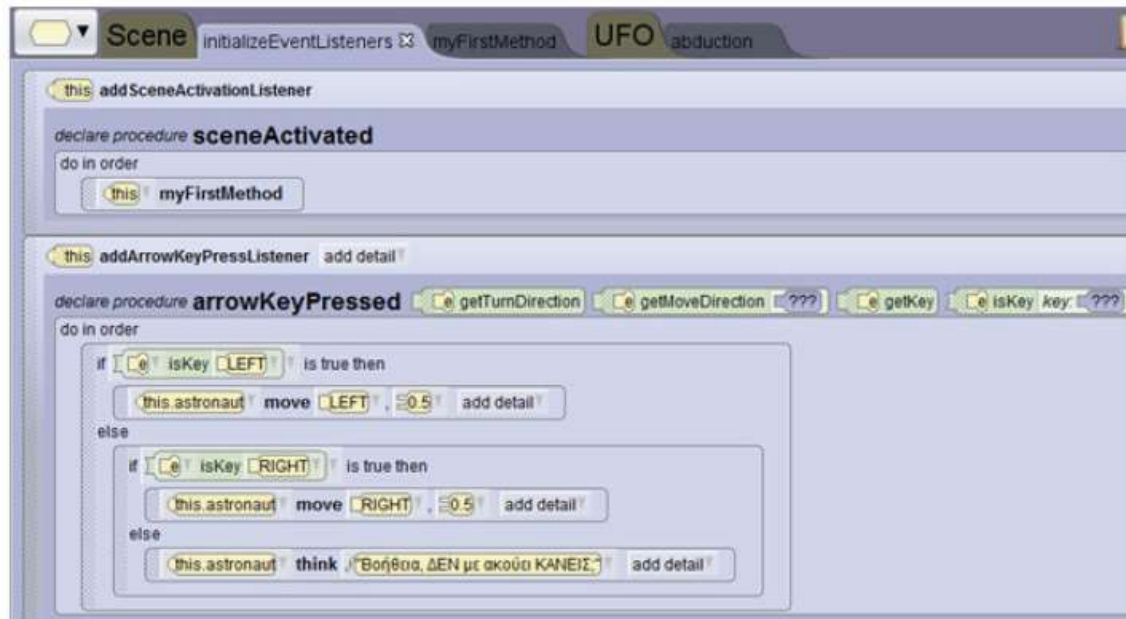 Scene initializeEventListeners myFirstMethod UFO abduction
this addSceneActivationListener
declare procedure sceneActivated
do in order
this myFirstMethod
this addArrowKeyPressListener add detail
declare procedure arrowKeyPressed e getTurnDirection e getMoveDirection ??? e getKey e isKey key: ???
do in order
if e isKey LEFT is true then
this.astronaut move LEFT , 0.5 add detail
else
if e isKey RIGHT is true then
this.astronaut move RIGHT , 0.5 add detail
else
this.astronaut think "Βοήθεια, ΔΕΝ με ακούει ΚΑΝΕΙΣ;" add detail